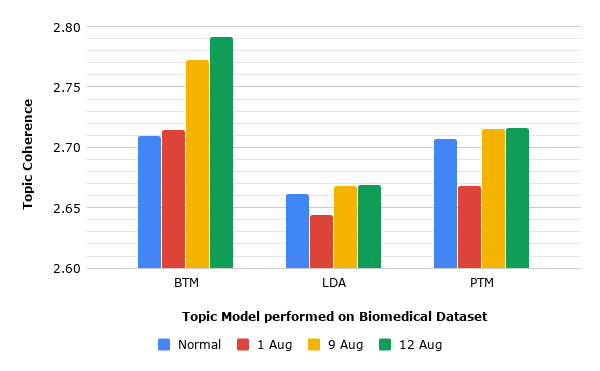 2.80
2.75
2.70
2.65
2.60
Topic Coherence
BTM LDA PTM
Topic Model performed on Biomedical Dataset
Normal 1 Aug 9 Aug 12 Aug